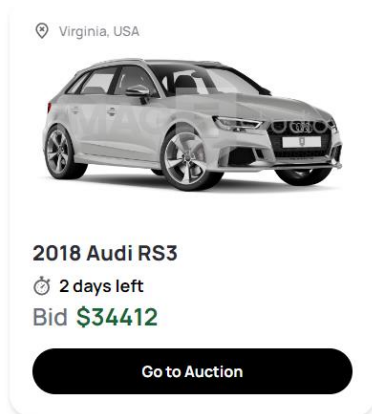 Virginia, USA
2018 Audi RS3
2 days left
Bid $34412
Go to Auction